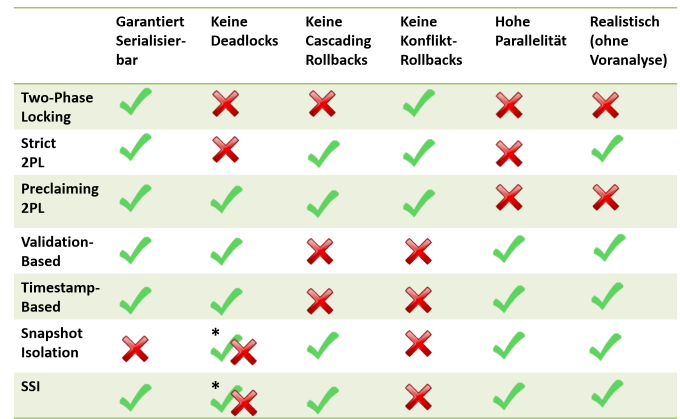 Garantiert Serialisier- bar
Keine Deadlocks
Keine Cascading Rollbacks
Keine Konflikt- Rollbacks
Hohe Parallelität
Realistisch (ohne Voranalyse)
Two-Phase
Locking
Strict
2PL
Preclaiming
2PL
Validation-
Based
Timestamp-
Based
Snapshot
Isolation
*
SSI
*